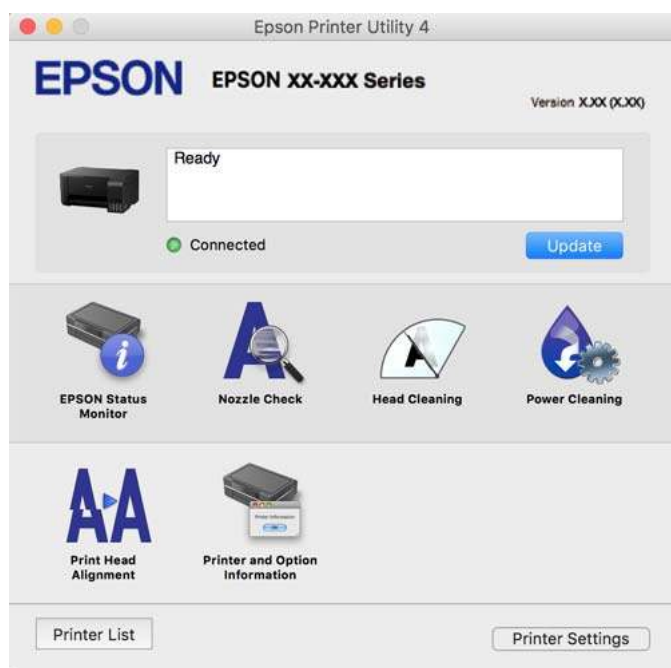 Epson Printer Utility 4
EPSON
EPSON XX-XXX Series
Version X.XX (X.XX)
Ready
Connected
Update
EPSON Status
Monitor
Nozzle Check
Head Cleaning
Power Cleaning
Print Head
Alignment
Printer and Option
Information
Printer List
Printer Settings